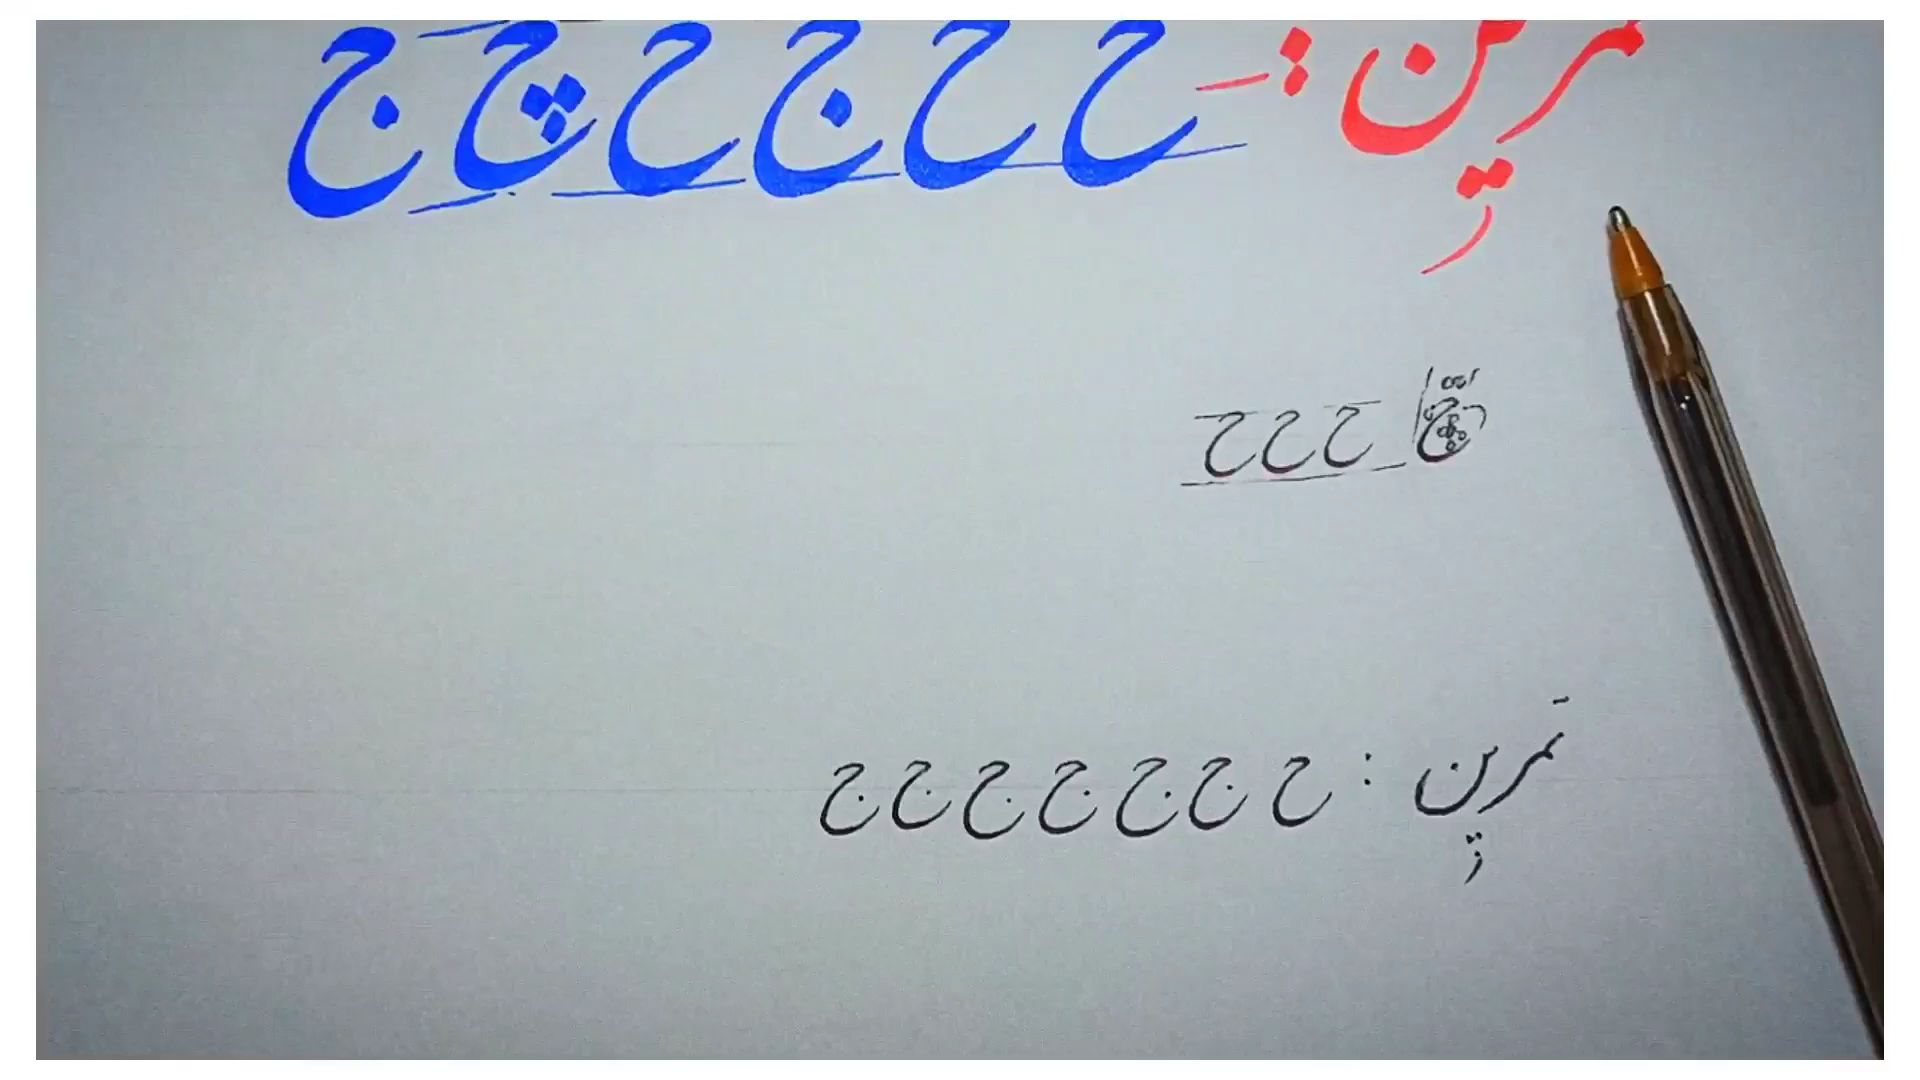 تمرین : ح ح ج ح چ ج
ح ح ح ح
تمرین : ح ج ج ج ج ج ج